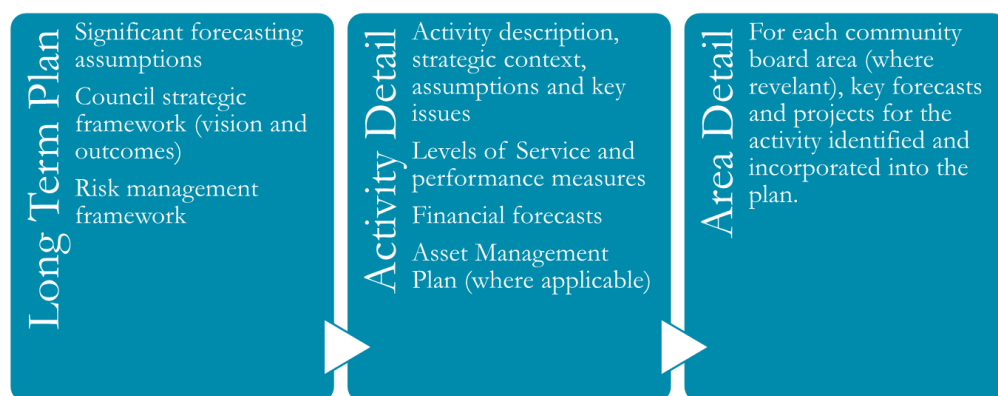 Long Term Plan
Significant forecasting
assumptions
Council strategic
framework (vision and
outcomes)
Risk management
framework
Activity Detail
Activity description,
strategic context,
assumptions and key
issues
Levels of Service and
performance measures
Financial forecasts
Asset Management
Plan (where applicable)
Area Detail
For each community
board area (where
revelant), key forecasts
and projects for the
activity identified and
incorporated into the
plan.